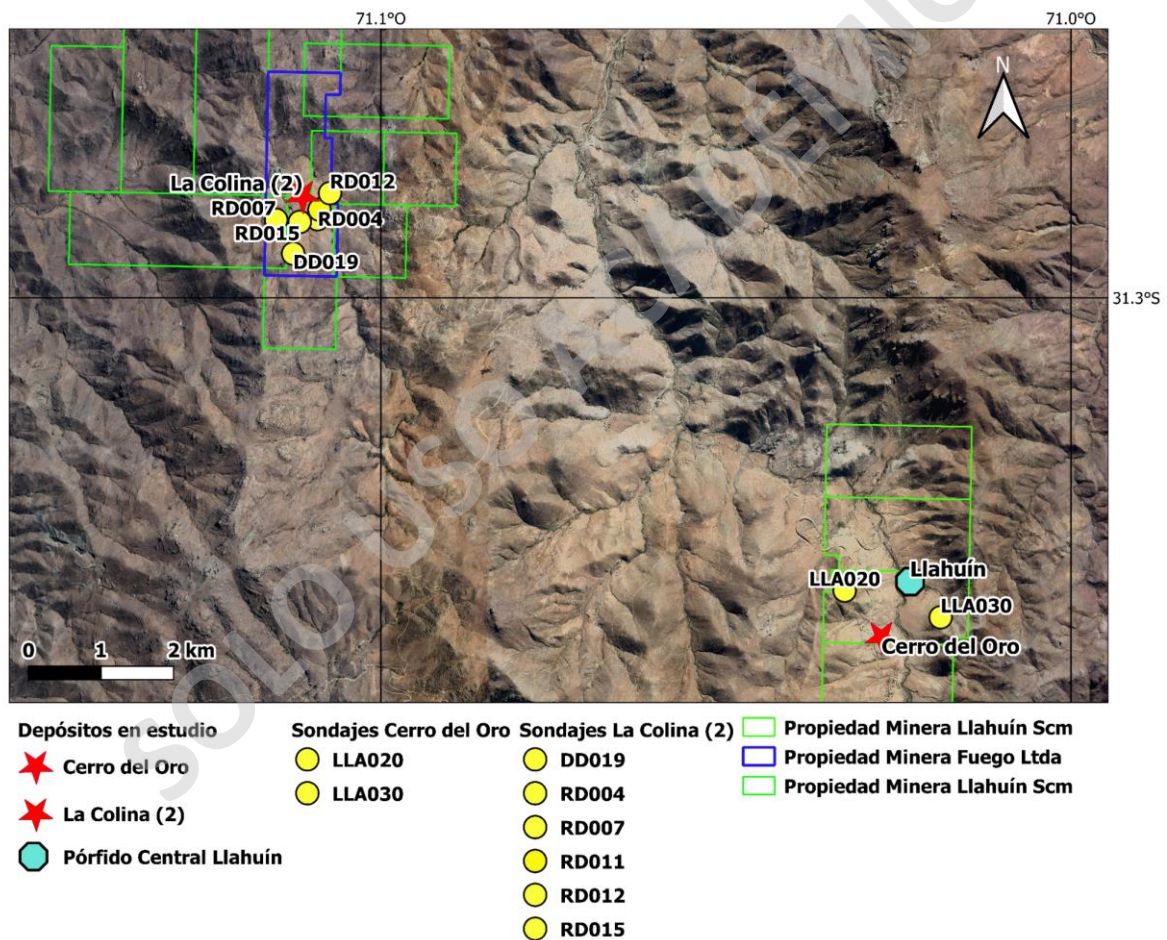 71.1°O
71.0°O
N
La Colina (2)
RD012
RD007
RD004
RD015
DD019
31.3°S
LLA020
Llahuín
LLA030
Cerro del Oro
0 1 2 km
SOLO USO ACADÉMICO
Depósitos en estudio
Cerro del Oro
La Colina (2)
Pórfido Central Llahuín
Sondajes Cerro del Oro
LLA020
LLA030
Sondajes La Colina (2)
DD019
RD004
RD007
RD011
RD012
RD015
Propiedad Minera Llahuín Scm
Propiedad Minera Fuego Ltda
Propiedad Minera Llahuín Scm